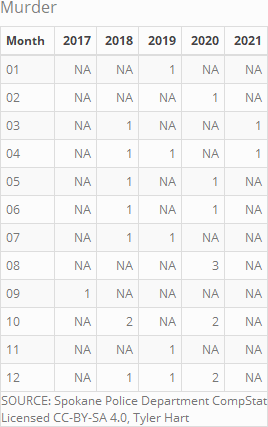 Murder
Month 2017 2018 2019 2020 2021
01 NA NA 1 NA NA
02 NA NA NA 1 NA
03 NA 1 NA NA 1
04 NA 1 1 NA 1
05 NA 1 NA 1 NA
06 NA 1 NA 1 NA
07 NA 1 1 NA NA
08 NA NA NA 3 NA
09 1 NA NA NA NA
10 NA 2 NA 2 NA
11 NA NA 1 NA NA
12 NA 1 1 2 NA
SOURCE: Spokane Police Department CompStat
Licensed CC-BY-SA 4.0, Tyler Hart